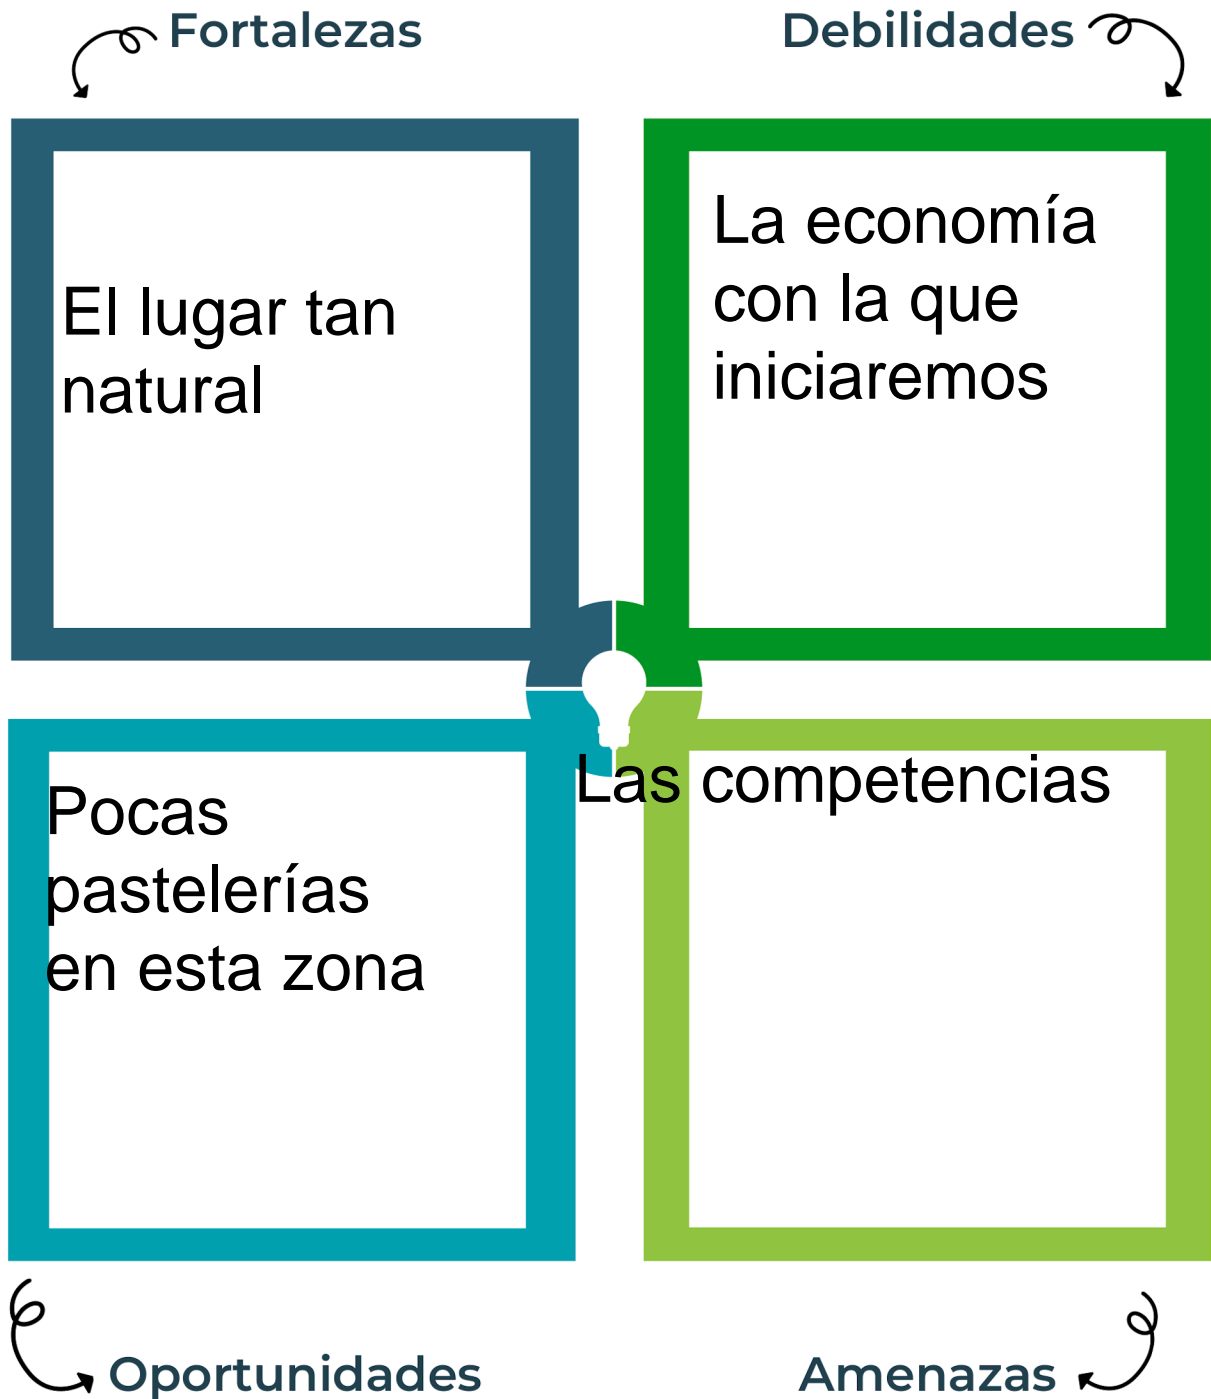 Fortalezas
Debilidades
El lugar tan
natural
La economía
con la que
iniciaremos
Pocas
pastelerías
en esta zona
Las competencias
Oportunidades
Amenazas